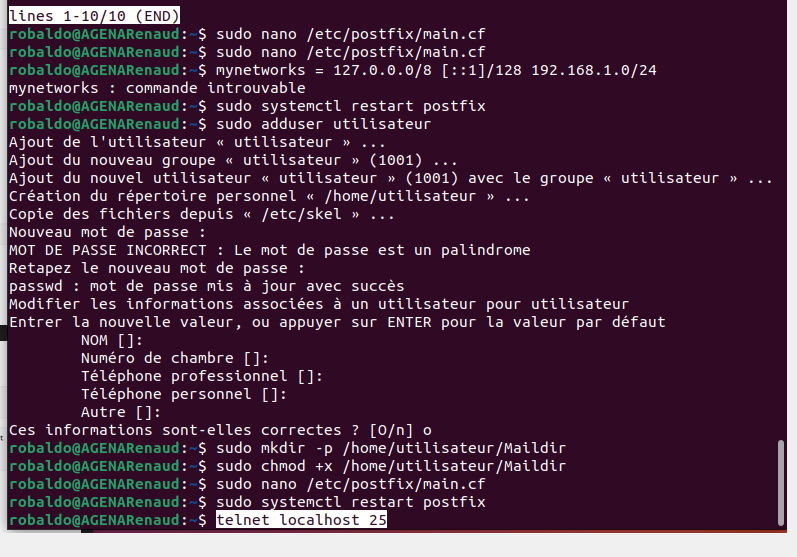 lines 1-10/10 (END)
robaldo@AGENARenaud:~$ sudo nano /etc/postfix/main.cf
robaldo@AGENARenaud:~$ sudo nano /etc/postfix/main.cf
robaldo@AGENARenaud:~$ mynetworks = 127.0.0.0/8 [::1]/128 192.168.1.0/24
mynetworks : commande introuvable
robaldo@AGENARenaud:~$ sudo systemctl restart postfix
robaldo@AGENARenaud:~$ sudo adduser utilisateur
Ajout de l'utilisateur « utilisateur » ...
Ajout du nouveau groupe « utilisateur » (1001) ...
Ajout du nouvel utilisateur « utilisateur » (1001) avec le groupe « utilisateur » ...
Création du répertoire personnel « /home/utilisateur » ...
Copie des fichiers depuis « /etc/skel » ...
Nouveau mot de passe :
MOT DE PASSE INCORRECT : Le mot de passe est un palindrome
Retapez le nouveau mot de passe :
passwd : mot de passe mis à jour avec succès
Modifier les informations associées à un utilisateur pour utilisateur
Entrer la nouvelle valeur, ou appuyer sur ENTER pour la valeur par défaut
NOM []:
Numéro de chambre []:
Téléphone professionnel []:
Téléphone personnel []:
Autre []:
Ces informations sont-elles correctes ? [O/n] o
robaldo@AGENARenaud:~$ sudo mkdir -p /home/utilisateur/Maildir
robaldo@AGENARenaud:~$ sudo chmod +x /home/utilisateur/Maildir
robaldo@AGENARenaud:~$ sudo nano /etc/postfix/main.cf
robaldo@AGENARenaud:~$ sudo systemctl restart postfix
robaldo@AGENARenaud:~$ telnet localhost 25